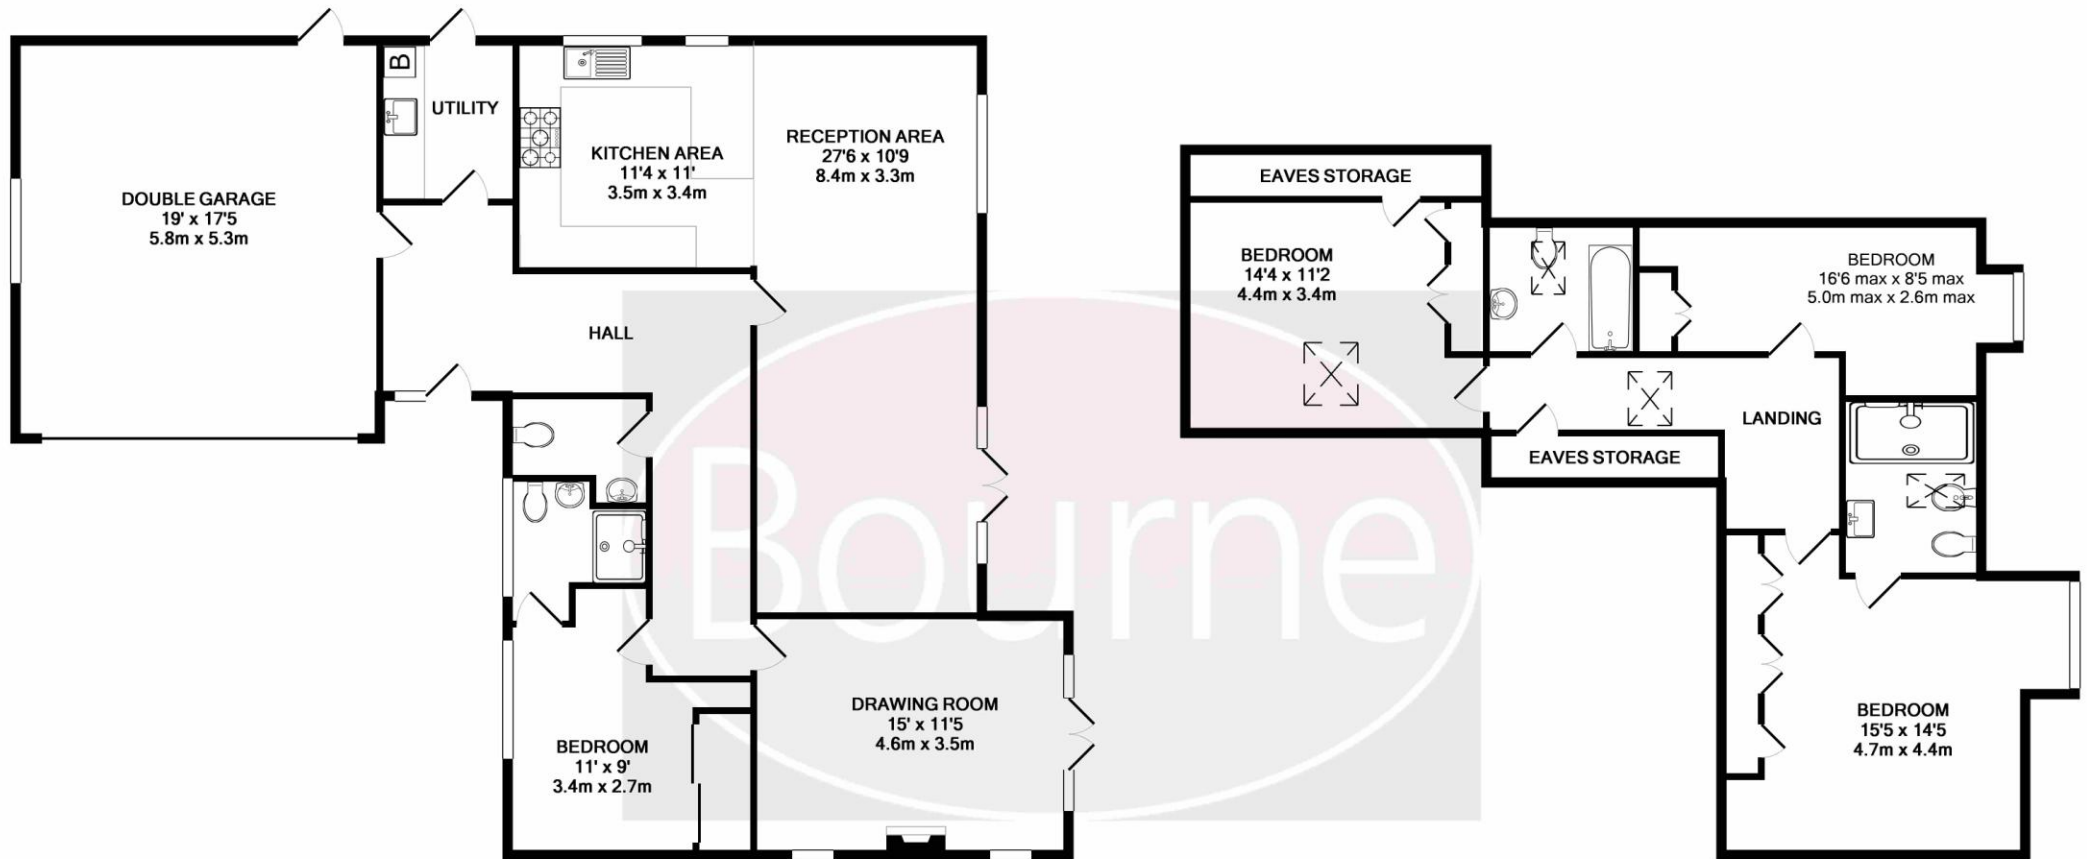 DOUBLE GARAGE
19' x 17'5
5.8m x 5.3m
B
UTILITY
KITCHEN AREA
11'4 x 11'
3.5m x 3.4m
RECEPTION AREA
27'6 x 10'9
8.4m x 3.3m
HALL
BEDROOM
11' x 9'
3.4m x 2.7m
DRAWING ROOM
15' x 11'5
4.6m x 3.5m
Bourne
EAVES STORAGE
BEDROOM
14'4 x 11'2
4.4m x 3.4m
BEDROOM
16'6 max x 8'5 max
5.0m max x 2.6m max
LANDING
EAVES STORAGE
BEDROOM
15'5 x 14'5
4.7m x 4.4m